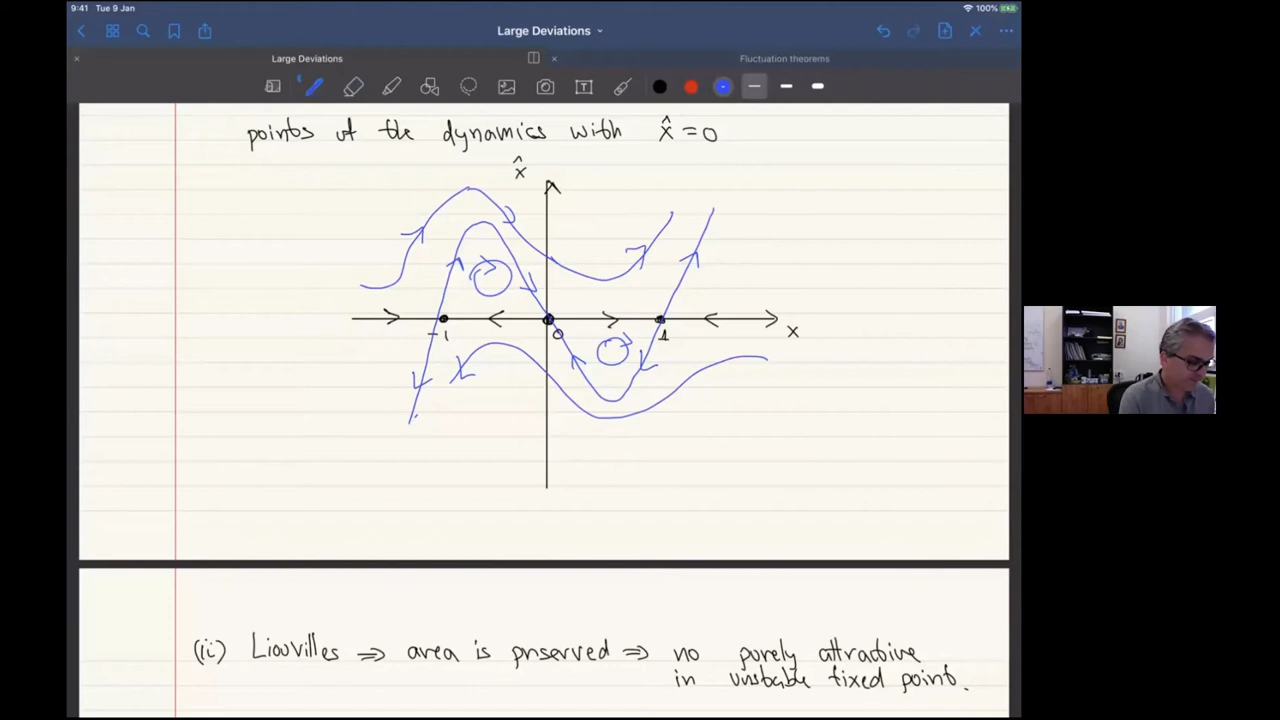 9:41 Tue 9 Jan
100%
Large Deviations
Large Deviations
Fluctuation theorems
points of the dynamics with x̂ = 0
x̂
-1
0
1
x
(ii) Liouvilles ⇒ area is prserved ⇒ no purely attractive
in unstable fixed point.